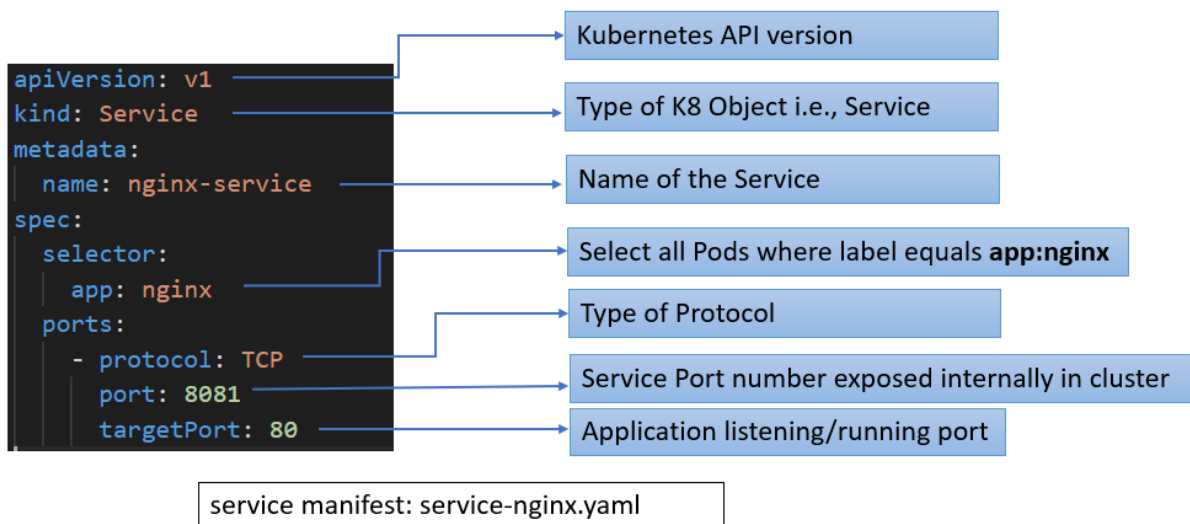 Kubernetes API version
apiVersion: v1
kind: Service
Type of K8 Object i.e., Service
metadata:
name: nginx-service
Name of the Service
spec:
selector:
Select all Pods where label equals app:nginx
app: nginx
ports:
Type of Protocol
- protocol: TCP
port: 8081
Service Port number exposed internally in cluster
targetPort: 80
Application listening/running port
service manifest: service-nginx.yaml